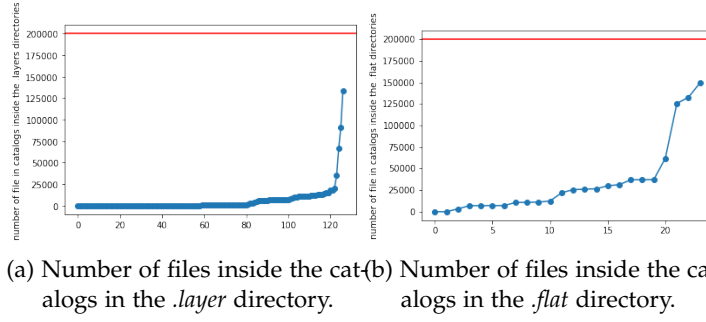 number of file in catalogs inside the .layers directories
200000
175000
150000
125000
100000
75000
50000
25000
0
0 20 40 60 80 100 120
number of file in catalogs inside the .flat directories
200000
175000
150000
125000
100000
75000
50000
25000
0
0 5 10 15 20
(a) Number of files inside the cat-
alogs in the .layer directory.
(b) Number of files inside the ca
alogs in the .flat directory.